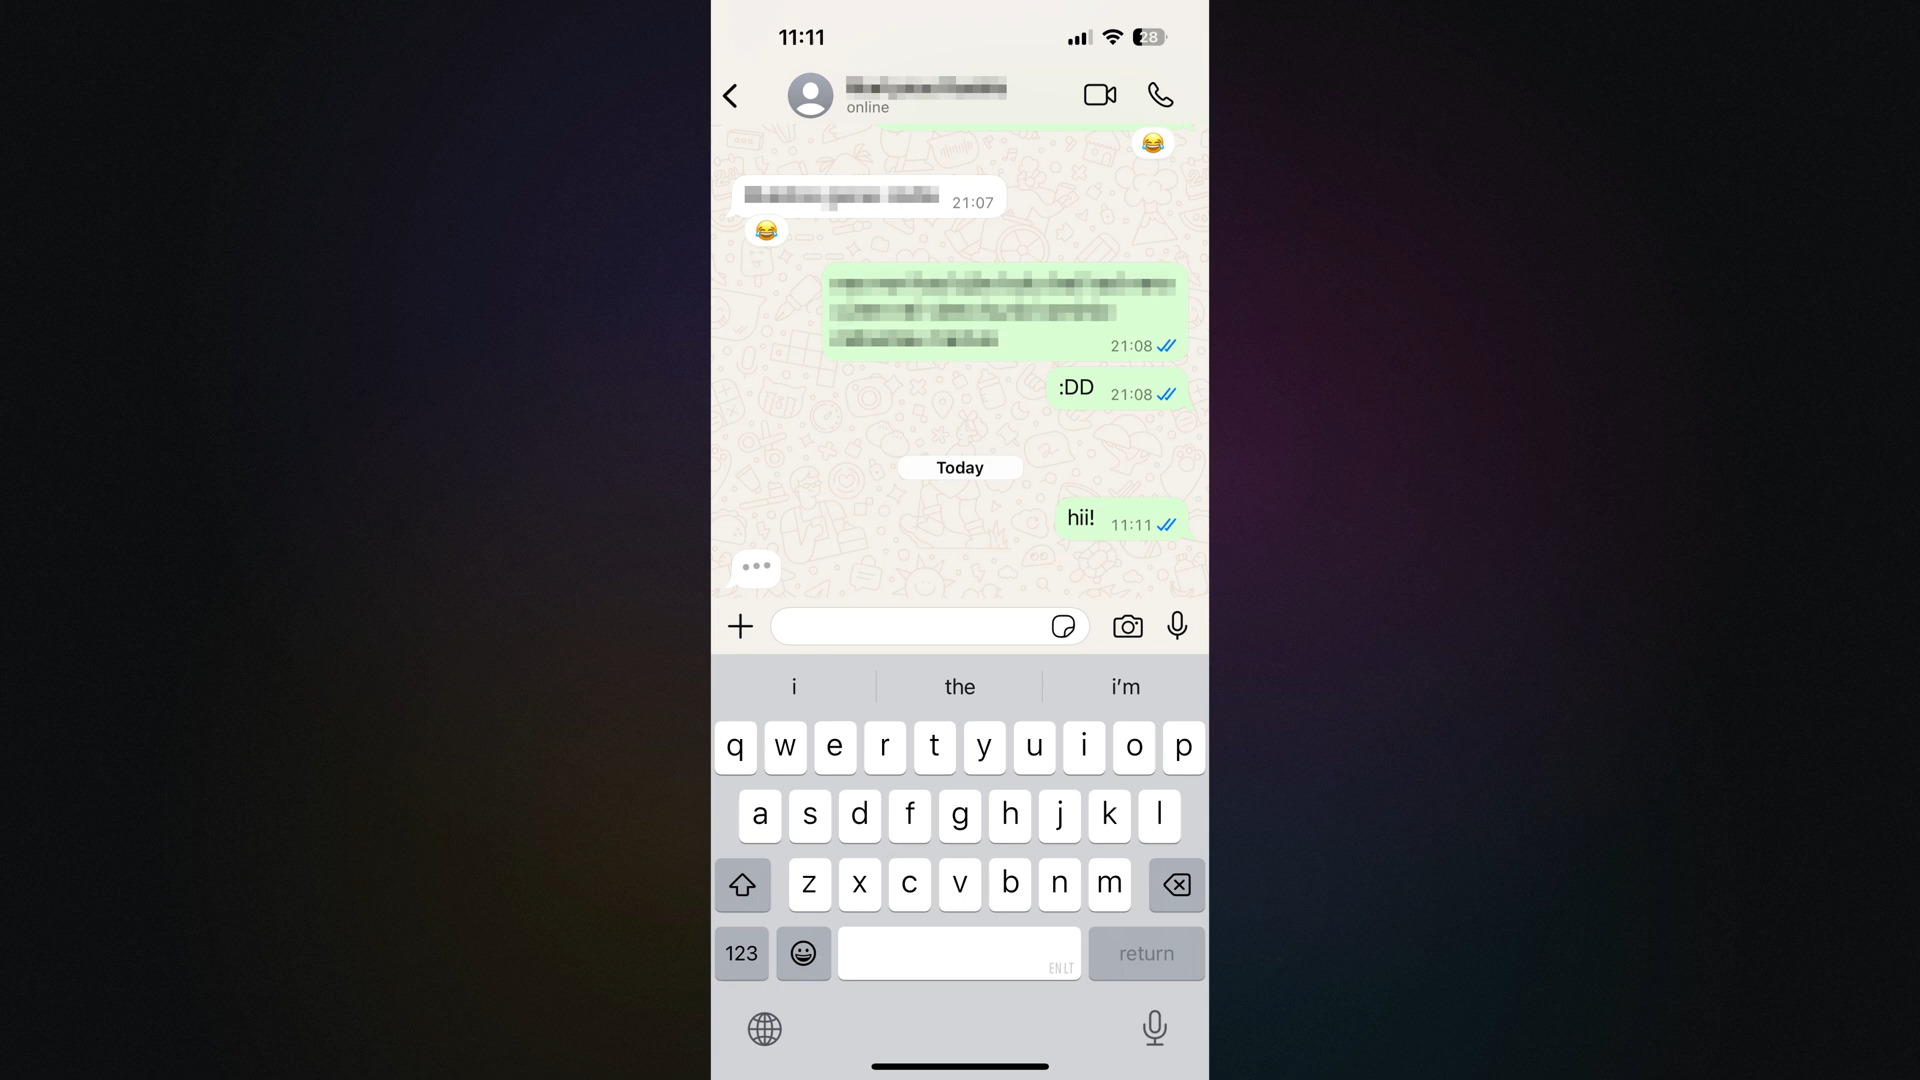 11:11
28
online
21:07
21:08
:DD 21:08
Today
hii! 11:11
i the i'm
q w e r t y u i o p
a s d f g h j k l
z x c v b n m
123 EN LT return